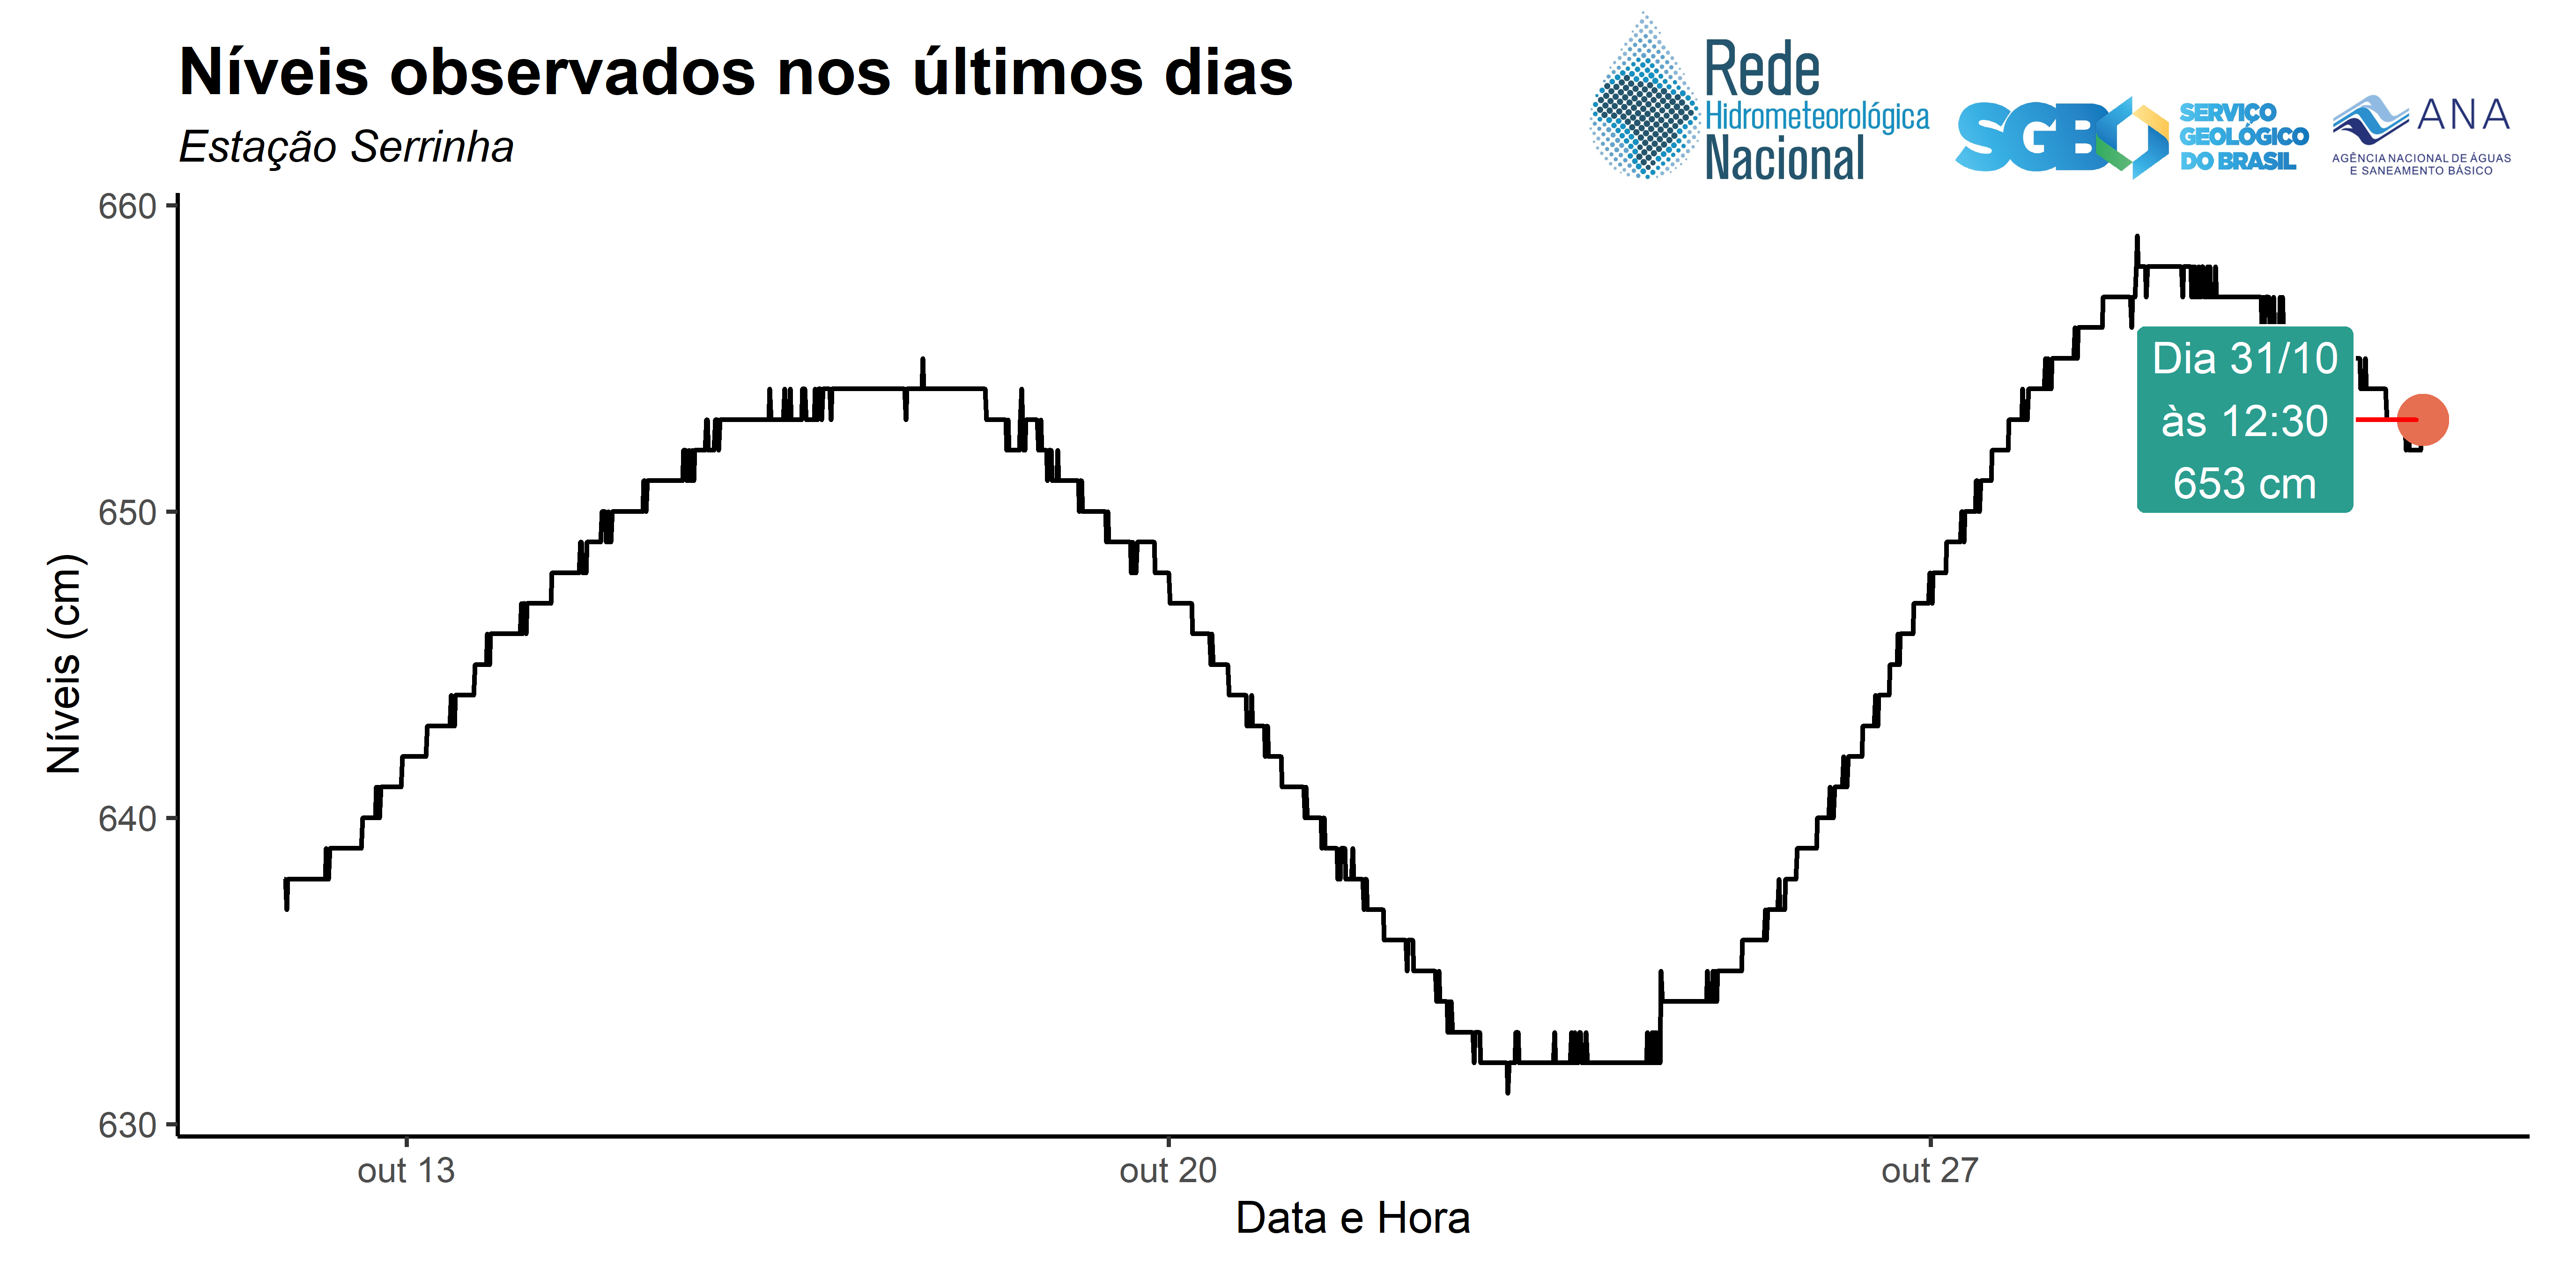 Níveis observados nos últimos dias
Estação Serrinha
Rede
Hidrometeorológica
Nacional
SGB
SERVIÇO
GEOLÓGICO
DO BRASIL
ANA
AGÊNCIA NACIONAL DE ÁGUAS
E SANEAMENTO BÁSICO
Níveis (cm)
660
650
640
630
Dia 31/10
às 12:30
653 cm
out 13
out 20
out 27
Data e Hora